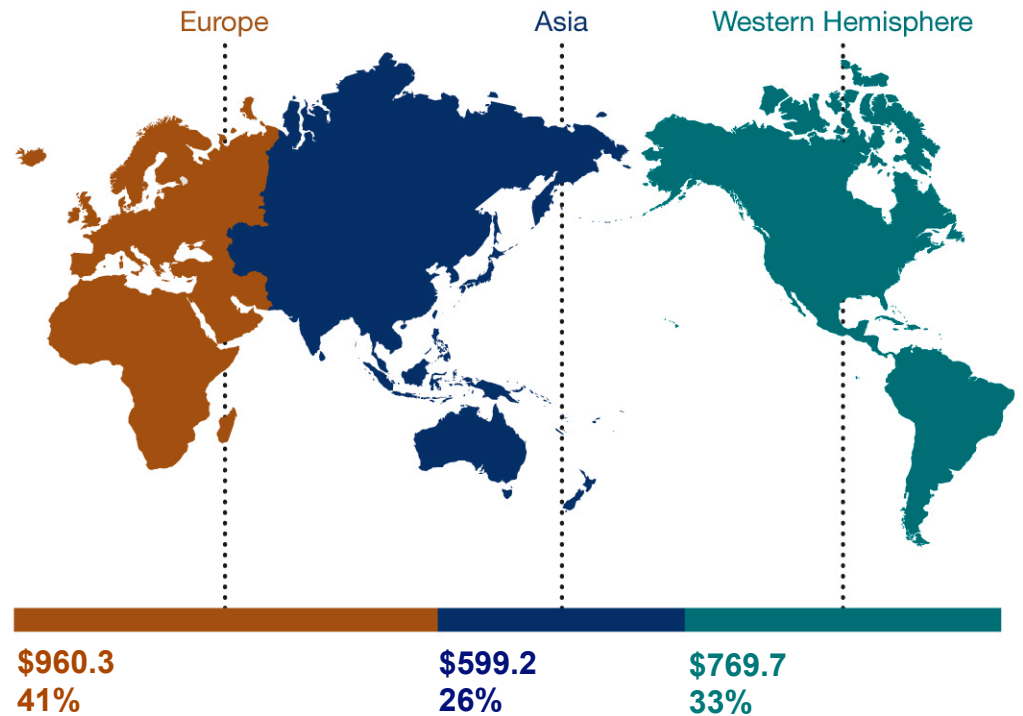 Europe
Asia
Western Hemisphere
$960.3
41%
$599.2
26%
$769.7
33%